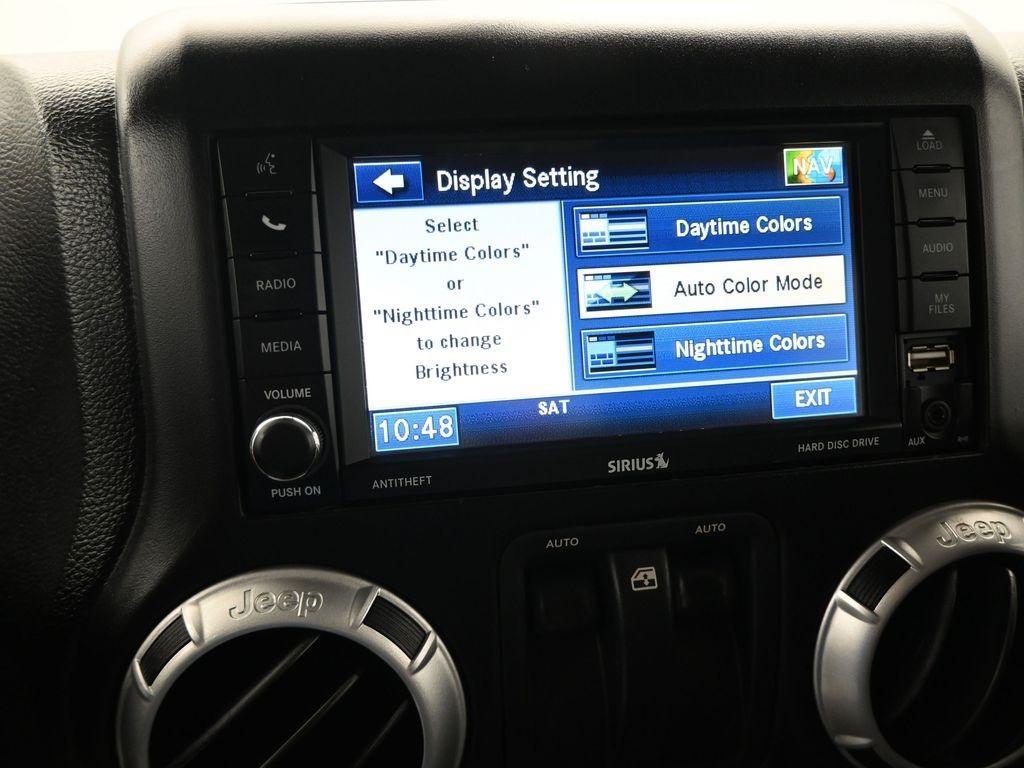 Display Setting
NAV
Select
"Daytime Colors"
or
"Nighttime Colors"
to change
Brightness
Daytime Colors
Auto Color Mode
Nighttime Colors
10:48
SAT
EXIT
RADIO
MEDIA
VOLUME
PUSH ON
LOAD
MENU
AUDIO
MY
FILES
AUX
ANTITHEFT
SIRIUS
HARD DISC DRIVE
AUTO
AUTO
Jeep
Jeep